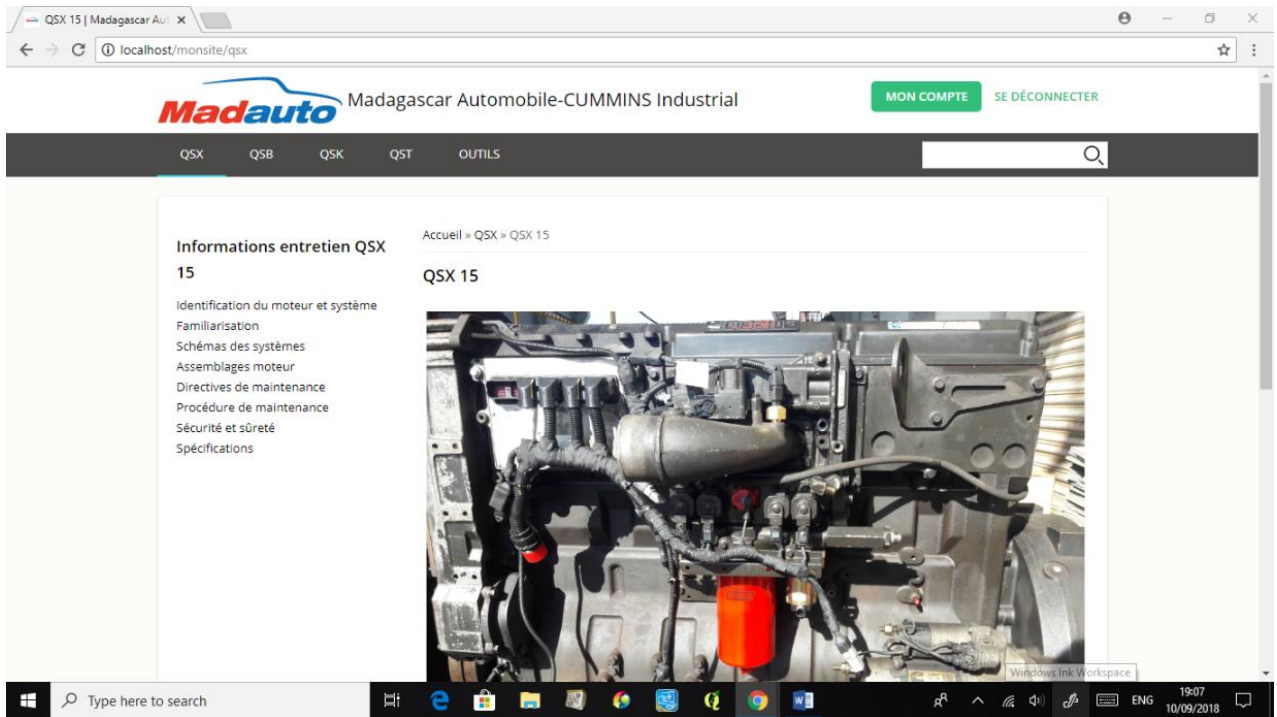 QSX 15 | Madagascar Aut
localhost/monsite/qsx
Madauto
Madagascar Automobile-CUMMINS Industrial
MON COMPTE
SE DÉCONNECTER
QSX
QSB
QSK
QST
OUTILS
Informations entretien QSX
15
Identification du moteur et système
Familiarisation
Schémas des systèmes
Assemblages moteur
Directives de maintenance
Procédure de maintenance
Sécurité et sûreté
Spécifications
Accueil » QSX » QSX 15
QSX 15
Windows Ink Workspace
Type here to search
ENG
19:07
10/09/2018